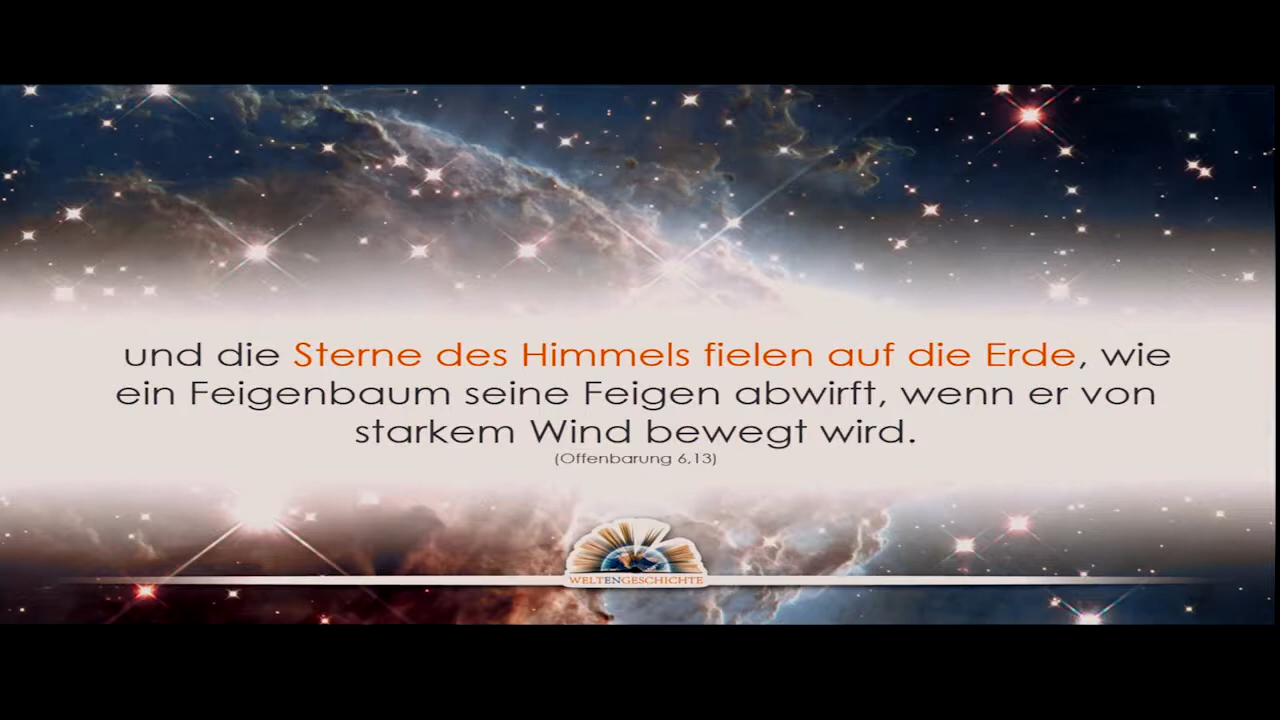 und die Sterne des Himmels fielen auf die Erde, wie
ein Feigenbaum seine Feigen abwirft, wenn er von
starkem Wind bewegt wird.
(Offenbarung 6,13)
WELTENGESCHICHTE